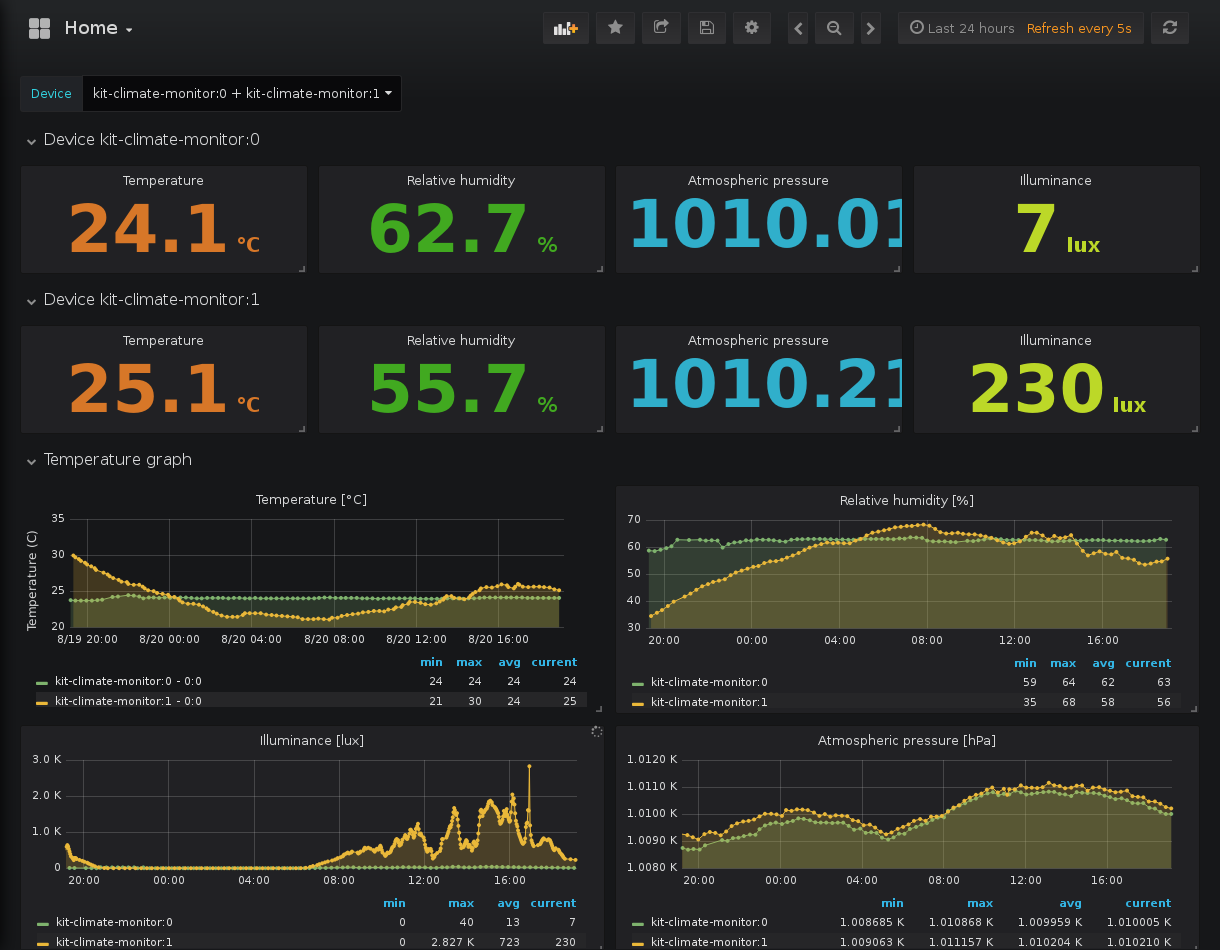 Home
Last 24 hours Refresh every 5s
Device kit-climate-monitor:0 + kit-climate-monitor:1
Device kit-climate-monitor:0
Temperature Relative humidity Atmospheric pressure Illuminance
24.1 °C 62.7 % 1010.01 7 lux
Device kit-climate-monitor:1
Temperature Relative humidity Atmospheric pressure Illuminance
25.1 °C 55.7 % 1010.21 230 lux
Temperature graph
Temperature [°C]
Temperature (C)
35
30
25
20
8/19 20:00 8/20 00:00 8/20 04:00 8/20 08:00 8/20 12:00 8/20 16:00
min max avg current
kit-climate-monitor:0 - 0:0 24 24 24 24
kit-climate-monitor:1 - 0:0 21 30 24 25
Relative humidity [%]
70
60
50
40
30
20:00 00:00 04:00 08:00 12:00 16:00
min max avg current
kit-climate-monitor:0 59 64 62 63
kit-climate-monitor:1 35 68 58 56
Illuminance [lux]
3.0 K
2.0 K
1.0 K
0
20:00 00:00 04:00 08:00 12:00 16:00
min max avg current
kit-climate-monitor:0 0 40 13 7
kit-climate-monitor:1 0 2.827 K 723 230
Atmospheric pressure [hPa]
1.0120 K
1.0110 K
1.0100 K
1.0090 K
1.0080 K
20:00 00:00 04:00 08:00 12:00 16:00
min max avg current
kit-climate-monitor:0 1.008685 K 1.010868 K 1.009959 K 1.010005 K
kit-climate-monitor:1 1.009063 K 1.011157 K 1.010204 K 1.010210 K